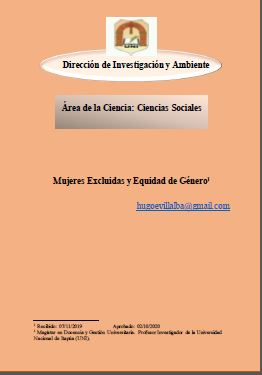 UNI
Dirección de Investigación y Ambiente
Área de la Ciencia: Ciencias Sociales
Mujeres Excluidas y Equidad de Género¹
hugoevillalba@gmail.com
¹ Recibido: 07/11/2019 Aprobado: 02/10/2020
¹ Magíster en Docencia y Gestión Universitaria. Profesor Investigador de la Universidad
Nacional de Itapúa (UNI).